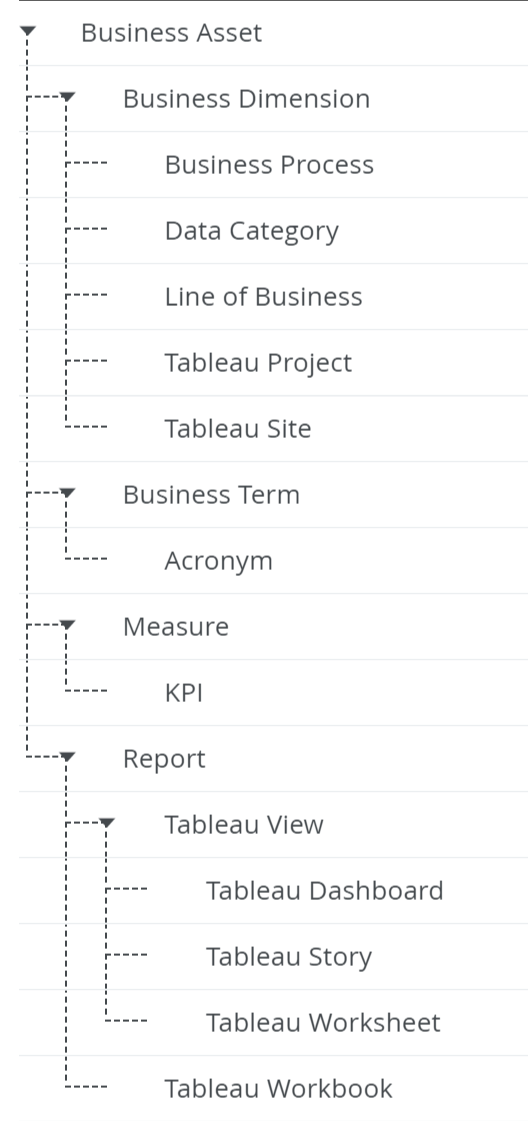 Business Asset
Business Dimension
Business Process
Data Category
Line of Business
Tableau Project
Tableau Site
Business Term
Acronym
Measure
KPI
Report
Tableau View
Tableau Dashboard
Tableau Story
Tableau Worksheet
Tableau Workbook